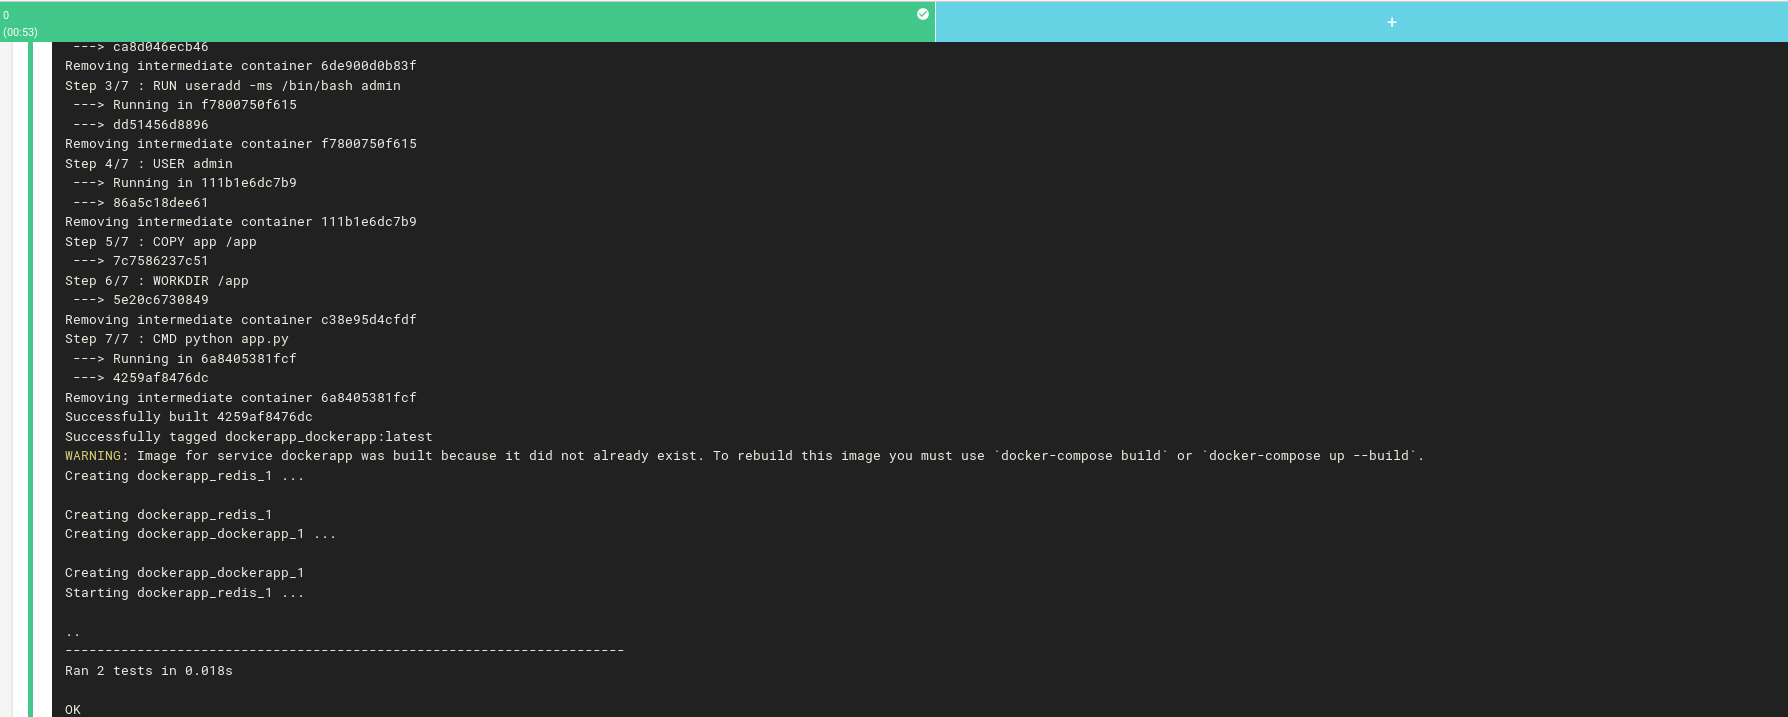 0
(00:53)
+
 ---> ca8d046ecb46
Removing intermediate container 6de900d0b83f
Step 3/7 : RUN useradd -ms /bin/bash admin
 ---> Running in f7800750f615
 ---> dd51456d8896
Removing intermediate container f7800750f615
Step 4/7 : USER admin
 ---> Running in 111b1e6dc7b9
 ---> 86a5c18dee61
Removing intermediate container 111b1e6dc7b9
Step 5/7 : COPY app /app
 ---> 7c7586237c51
Step 6/7 : WORKDIR /app
 ---> 5e20c6730849
Removing intermediate container c38e95d4cfdf
Step 7/7 : CMD python app.py
 ---> Running in 6a8405381fcf
 ---> 4259af8476dc
Removing intermediate container 6a8405381fcf
Successfully built 4259af8476dc
Successfully tagged dockerapp_dockerapp:latest
WARNING: Image for service dockerapp was built because it did not already exist. To rebuild this image you must use `docker-compose build` or `docker-compose up --build`.
Creating dockerapp_redis_1 ...
Creating dockerapp_redis_1
Creating dockerapp_dockerapp_1 ...
Creating dockerapp_dockerapp_1
Starting dockerapp_redis_1 ...
..
----------------------------------------------------------------------
Ran 2 tests in 0.018s
OK